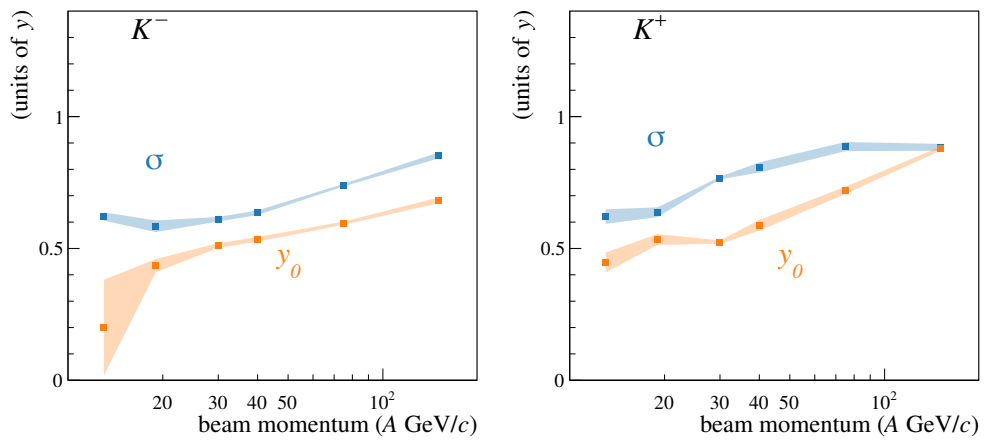 K⁻
(units of y)
1
0.5
0
σ
y₀
20 30 40 50 10²
beam momentum (A GeV/c)
K⁺
(units of y)
1
0.5
0
σ
y₀
20 30 40 50 10²
beam momentum (A GeV/c)